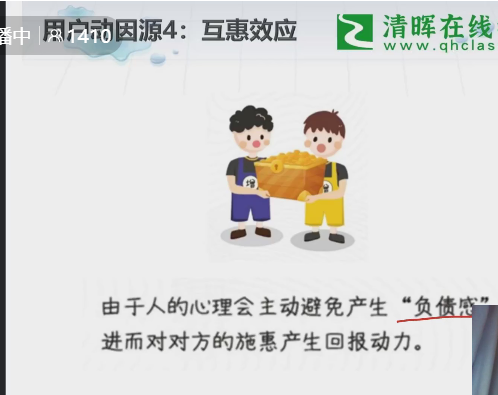 用户动因源4：互惠效应
播中 1410
清晖在线
www.qhclas
增 增
由于人的心理会主动避免产生“负债感”
进而对对方的施惠产生回报动力。